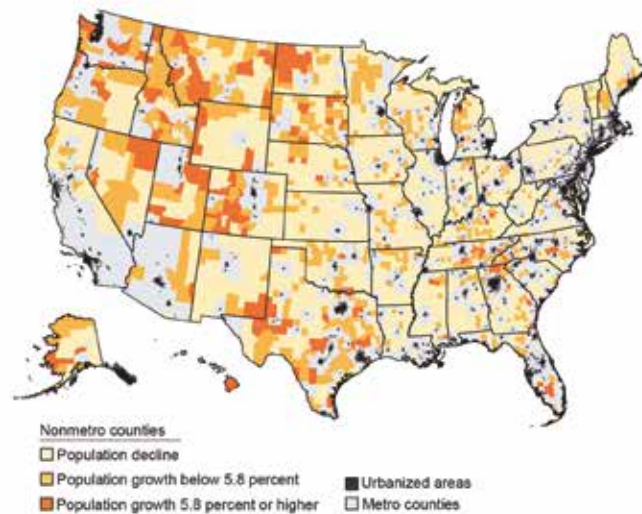 Nonmetro counties
Population decline
Population growth below 5.8 percent
Population growth 5.8 percent or higher
Urbanized areas
Metro counties